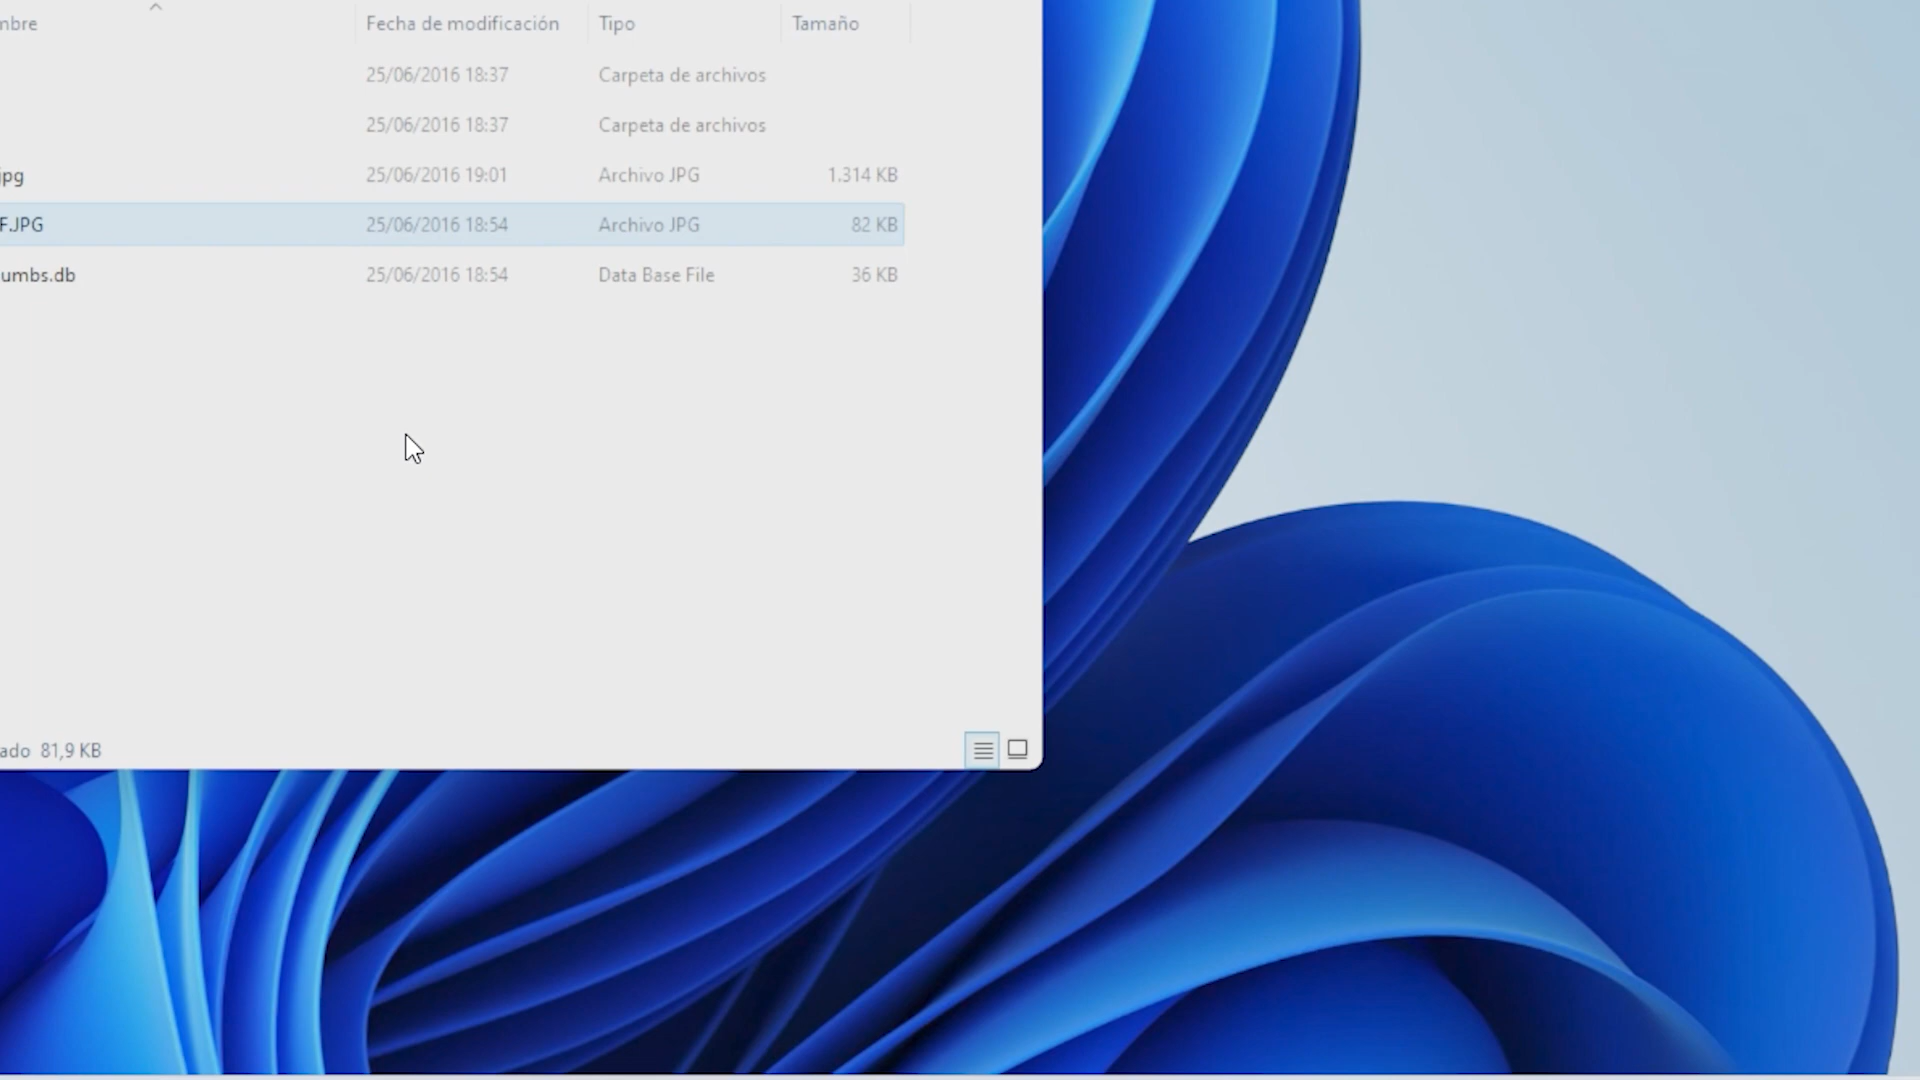 mbre Fecha de modificación Tipo Tamaño
25/06/2016 18:37 Carpeta de archivos
25/06/2016 18:37 Carpeta de archivos
jpg 25/06/2016 19:01 Archivo JPG 1.314 KB
F.JPG 25/06/2016 18:54 Archivo JPG 82 KB
umbs.db 25/06/2016 18:54 Data Base File 36 KB
ado 81,9 KB